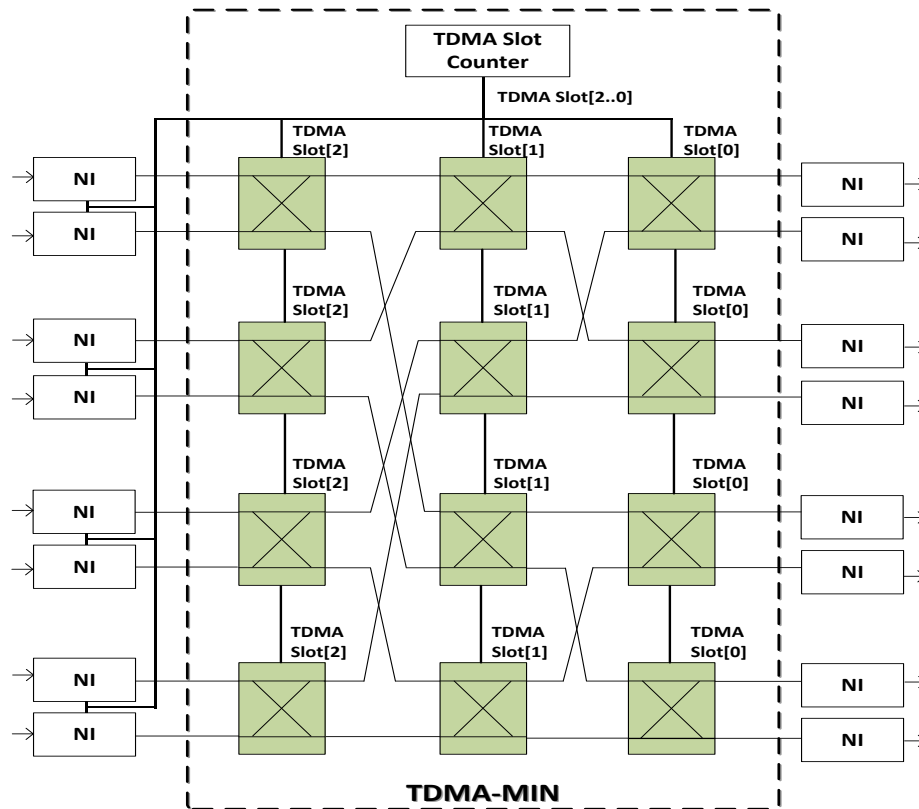 TDMA Slot
Counter
TDMA Slot[2..0]
TDMA
Slot[2]
TDMA
Slot[1]
TDMA
Slot[0]
NI
NI
NI
NI
TDMA
Slot[2]
TDMA
Slot[1]
TDMA
Slot[0]
NI
NI
NI
NI
TDMA
Slot[2]
TDMA
Slot[1]
TDMA
Slot[0]
NI
NI
NI
NI
TDMA
Slot[2]
TDMA
Slot[1]
TDMA
Slot[0]
NI
NI
NI
NI
TDMA-MIN